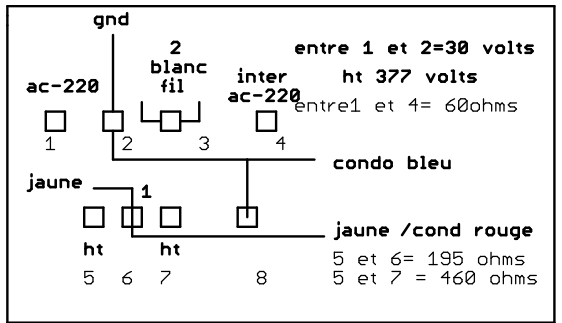 gnd
2
blanc
fil
entre 1 et 2=30 volts
ht 377 volts
ac-220
inter
ac-220
entre1 et 4= 60ohms
1
2
3
4
condo bleu
jaune
1
jaune /cond rouge
ht
ht
5 et 6= 195 ohms
5
6
7
8
5 et 7 = 460 ohms